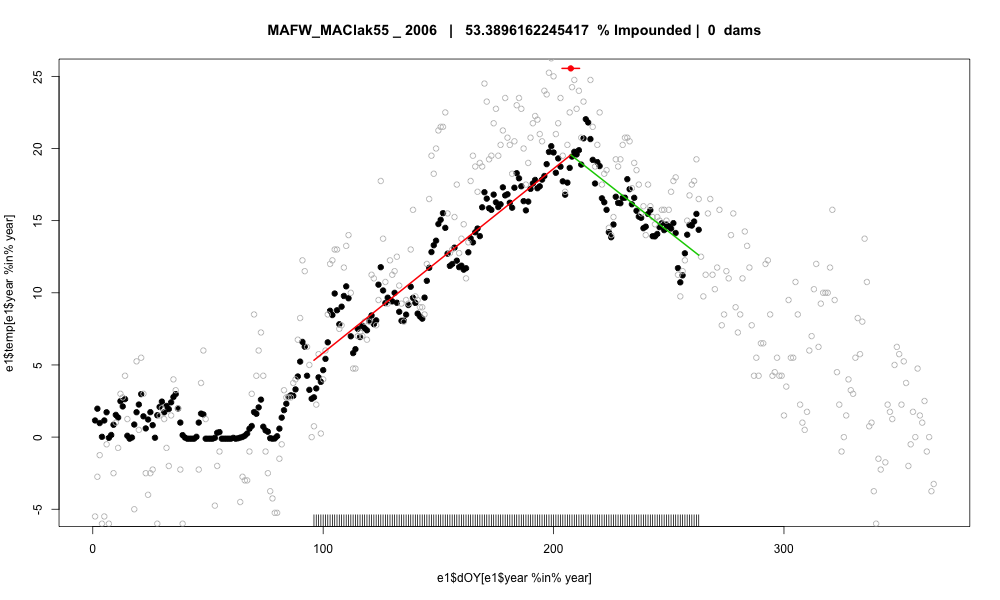 MAFW_MAClak55 _ 2006 | 53.3896162245417 % Impounded | 0 dams
25
20
15
10
5
0
-5
e1$temp[e1$year %in% year]
0 100 200 300
e1$dOY[e1$year %in% year]